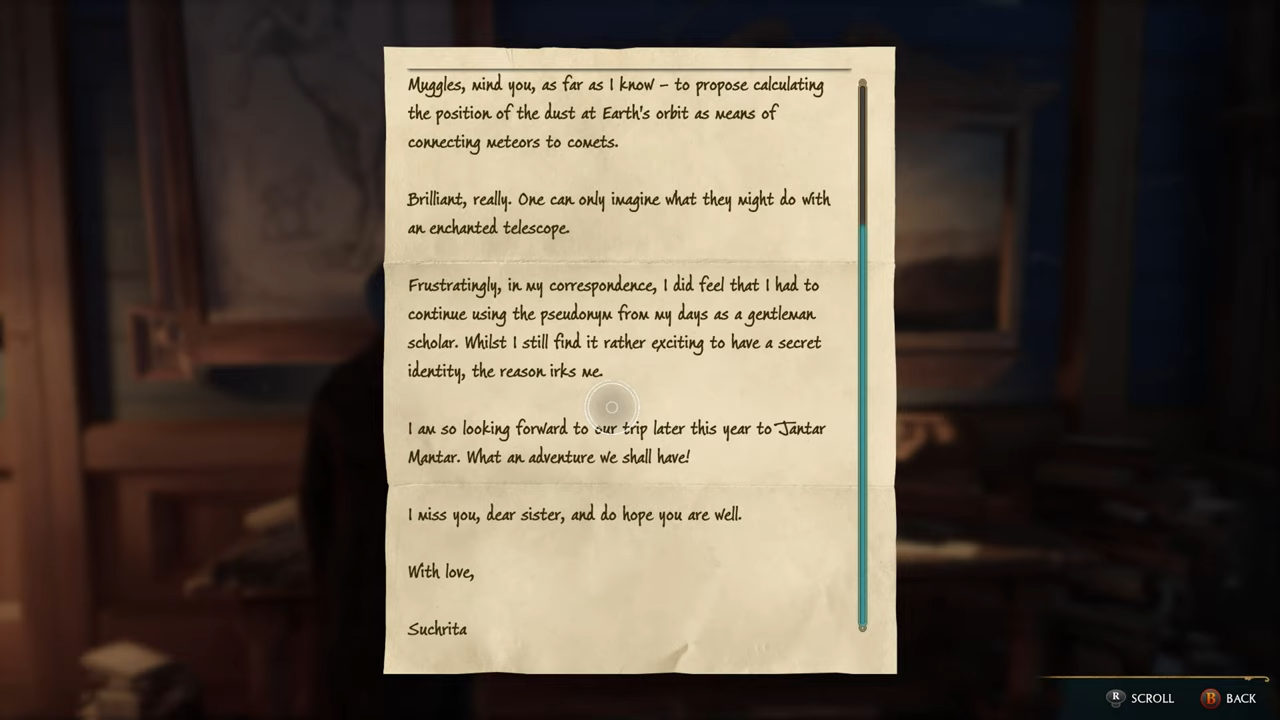 Muggles, mind you, as far as I know – to propose calculating
the position of the dust at Earth's orbit as means of
connecting meteors to comets.
Brilliant, really. One can only imagine what they might do with
an enchanted telescope.
Frustratingly, in my correspondence, I did feel that I had to
continue using the pseudonym from my days as a gentleman
scholar. Whilst I still find it rather exciting to have a secret
identity, the reason irks me.
I am so looking forward to our trip later this year to Jantar
Mantar. What an adventure we shall have!
I miss you, dear sister, and do hope you are well.
With love,
Suchrita
R SCROLL B BACK